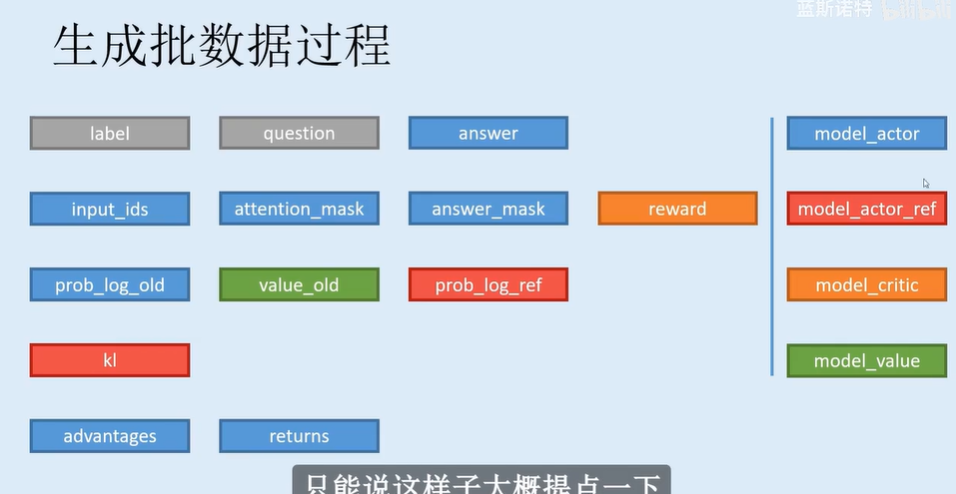 蓝斯诺特 bilibili
生成批数据过程
label question answer model_actor
input_ids attention_mask answer_mask reward model_actor_ref
prob_log_old value_old prob_log_ref model_critic
kl model_value
advantages returns
只能说这样子大概提点一下